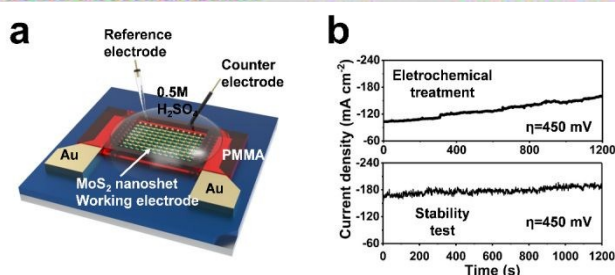 a
Reference
electrode
Counter
electrode
0.5M
H₂SO₄
Au
PMMA
MoS₂ nanoshet
Working electrode
Au
b
Current density (mA cm⁻²)
-240
-180
-120
-60
Eletrochemical
treatment
η=450 mV
0 400 800 1200
-240
-180
-120
-60
Stability
test
η=450 mV
0 200 400 600 800 1000 1200
Time (s)